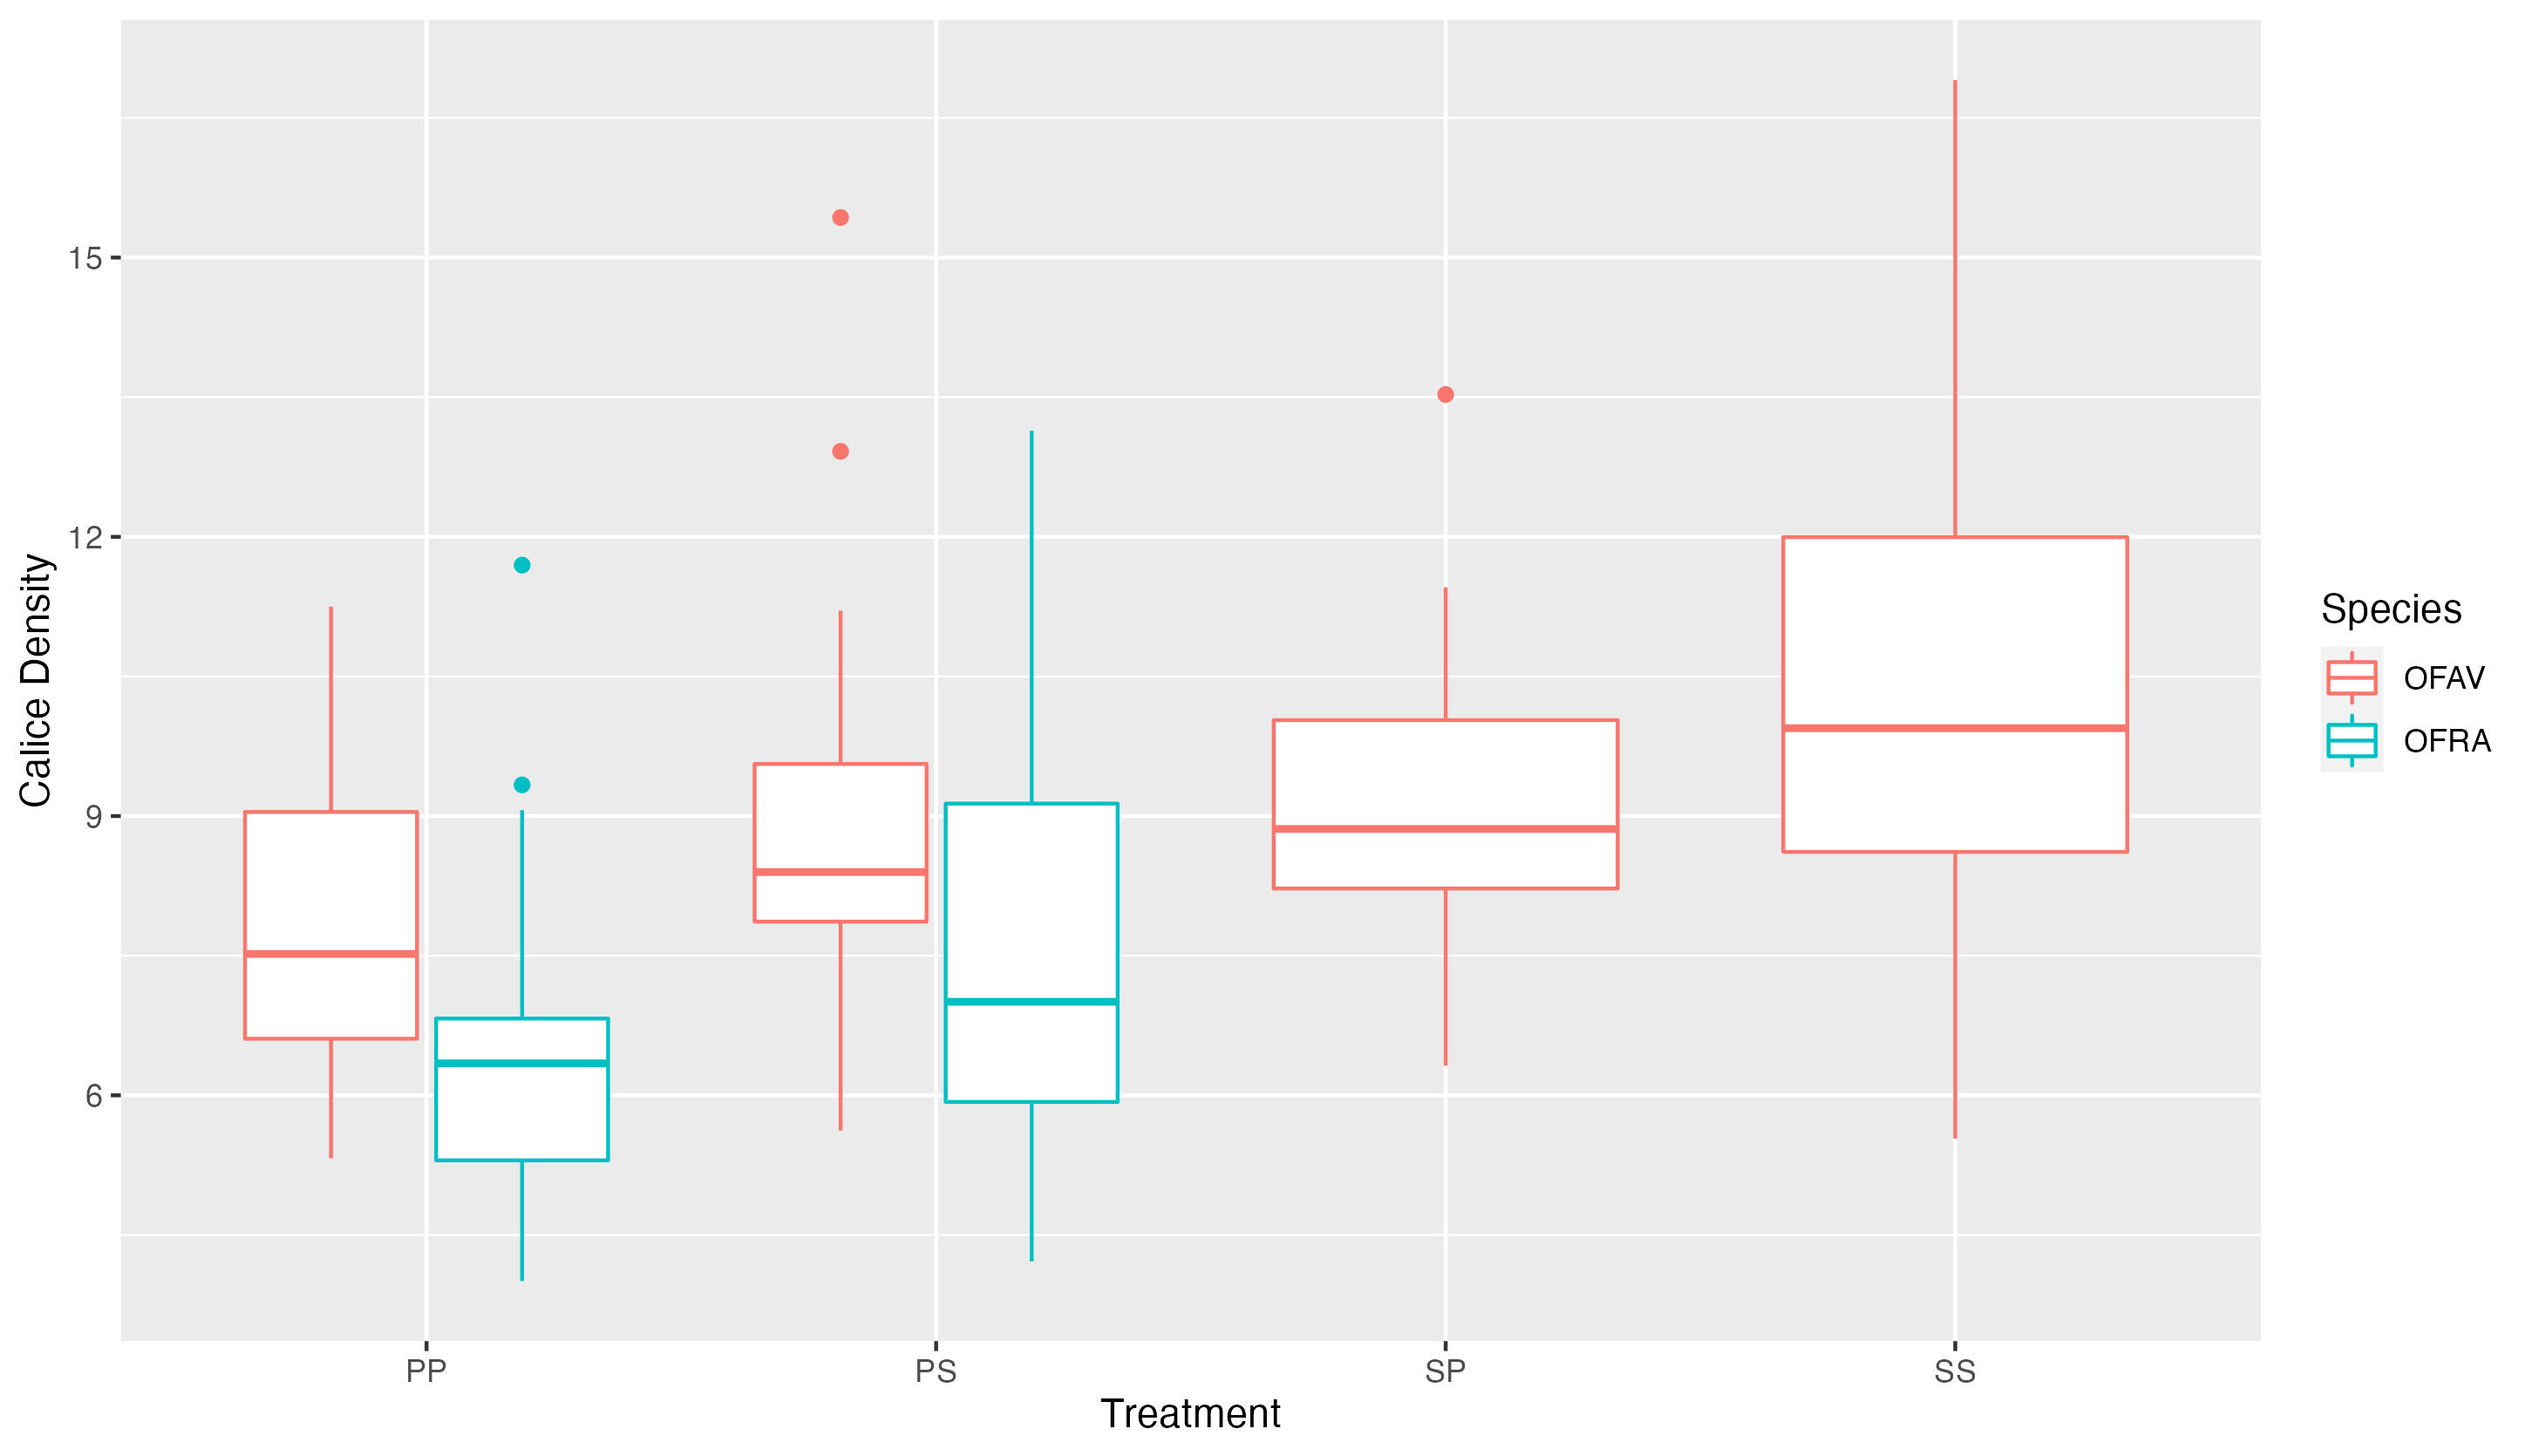 Calice Density
15
12
9
6
PP
PS
SP
SS
Treatment
Species
OFAV
OFRA